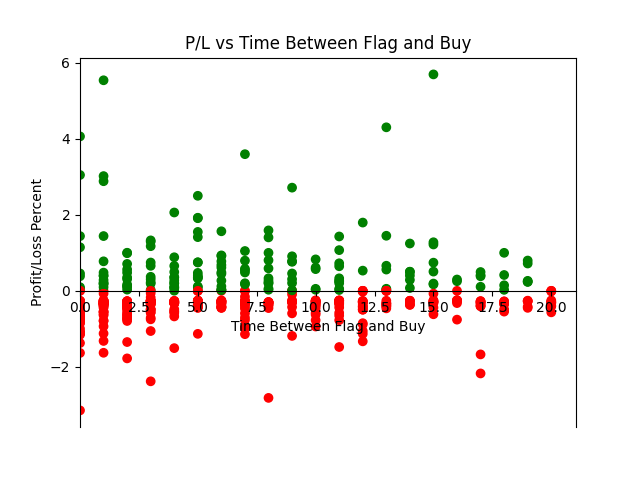 P/L vs Time Between Flag and Buy
Profit/Loss Percent
6
4
2
0
−2
0.0 2.5 5.0 7.5 10.0 12.5 15.0 17.5 20.0
Time Between Flag and Buy